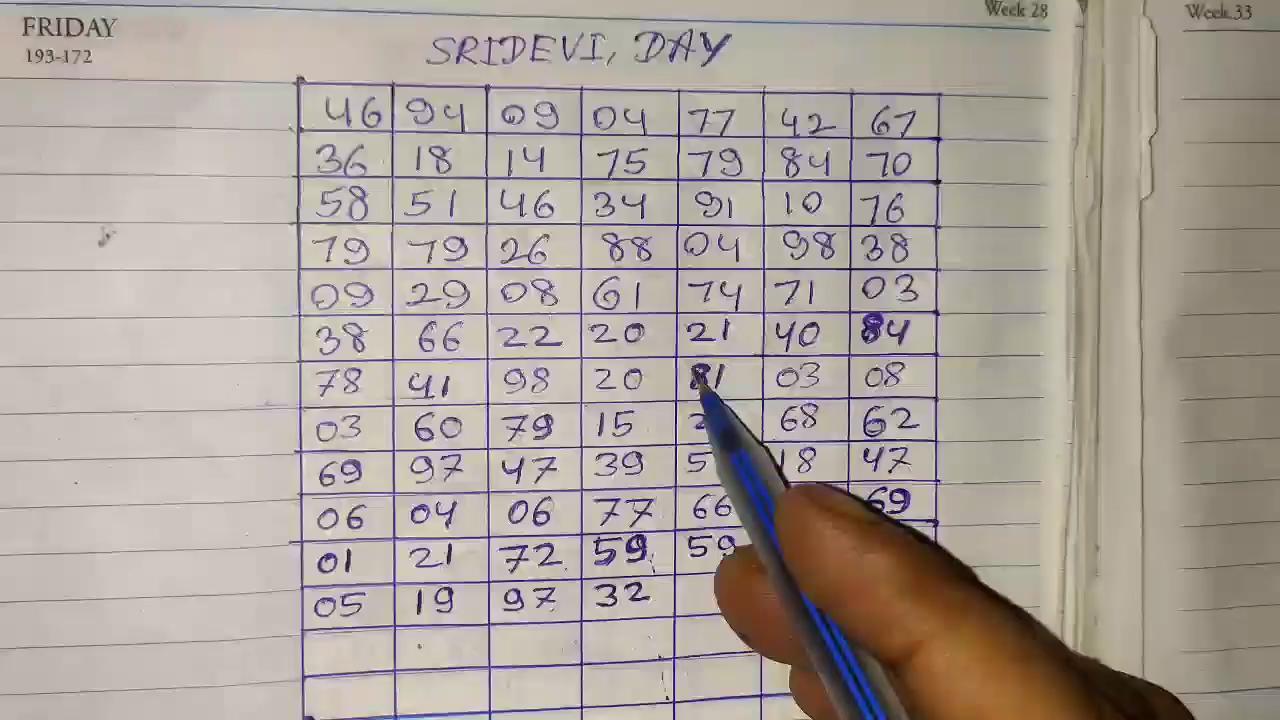 FRIDAY
193-172
Week 28
Week 33
SRIDEVI, DAY
46 94 09 04 77 42 67
36 18 14 75 79 84 70
58 51 46 34 91 10 76
79 79 26 88 04 98 38
09 29 08 61 74 71 03
38 66 22 20 21 40 84
78 41 98 20 81 03 08
03 60 79 15 68 62
69 97 47 39 18 47
06 04 06 77 66 69
01 21 72 59 59
05 19 97 32